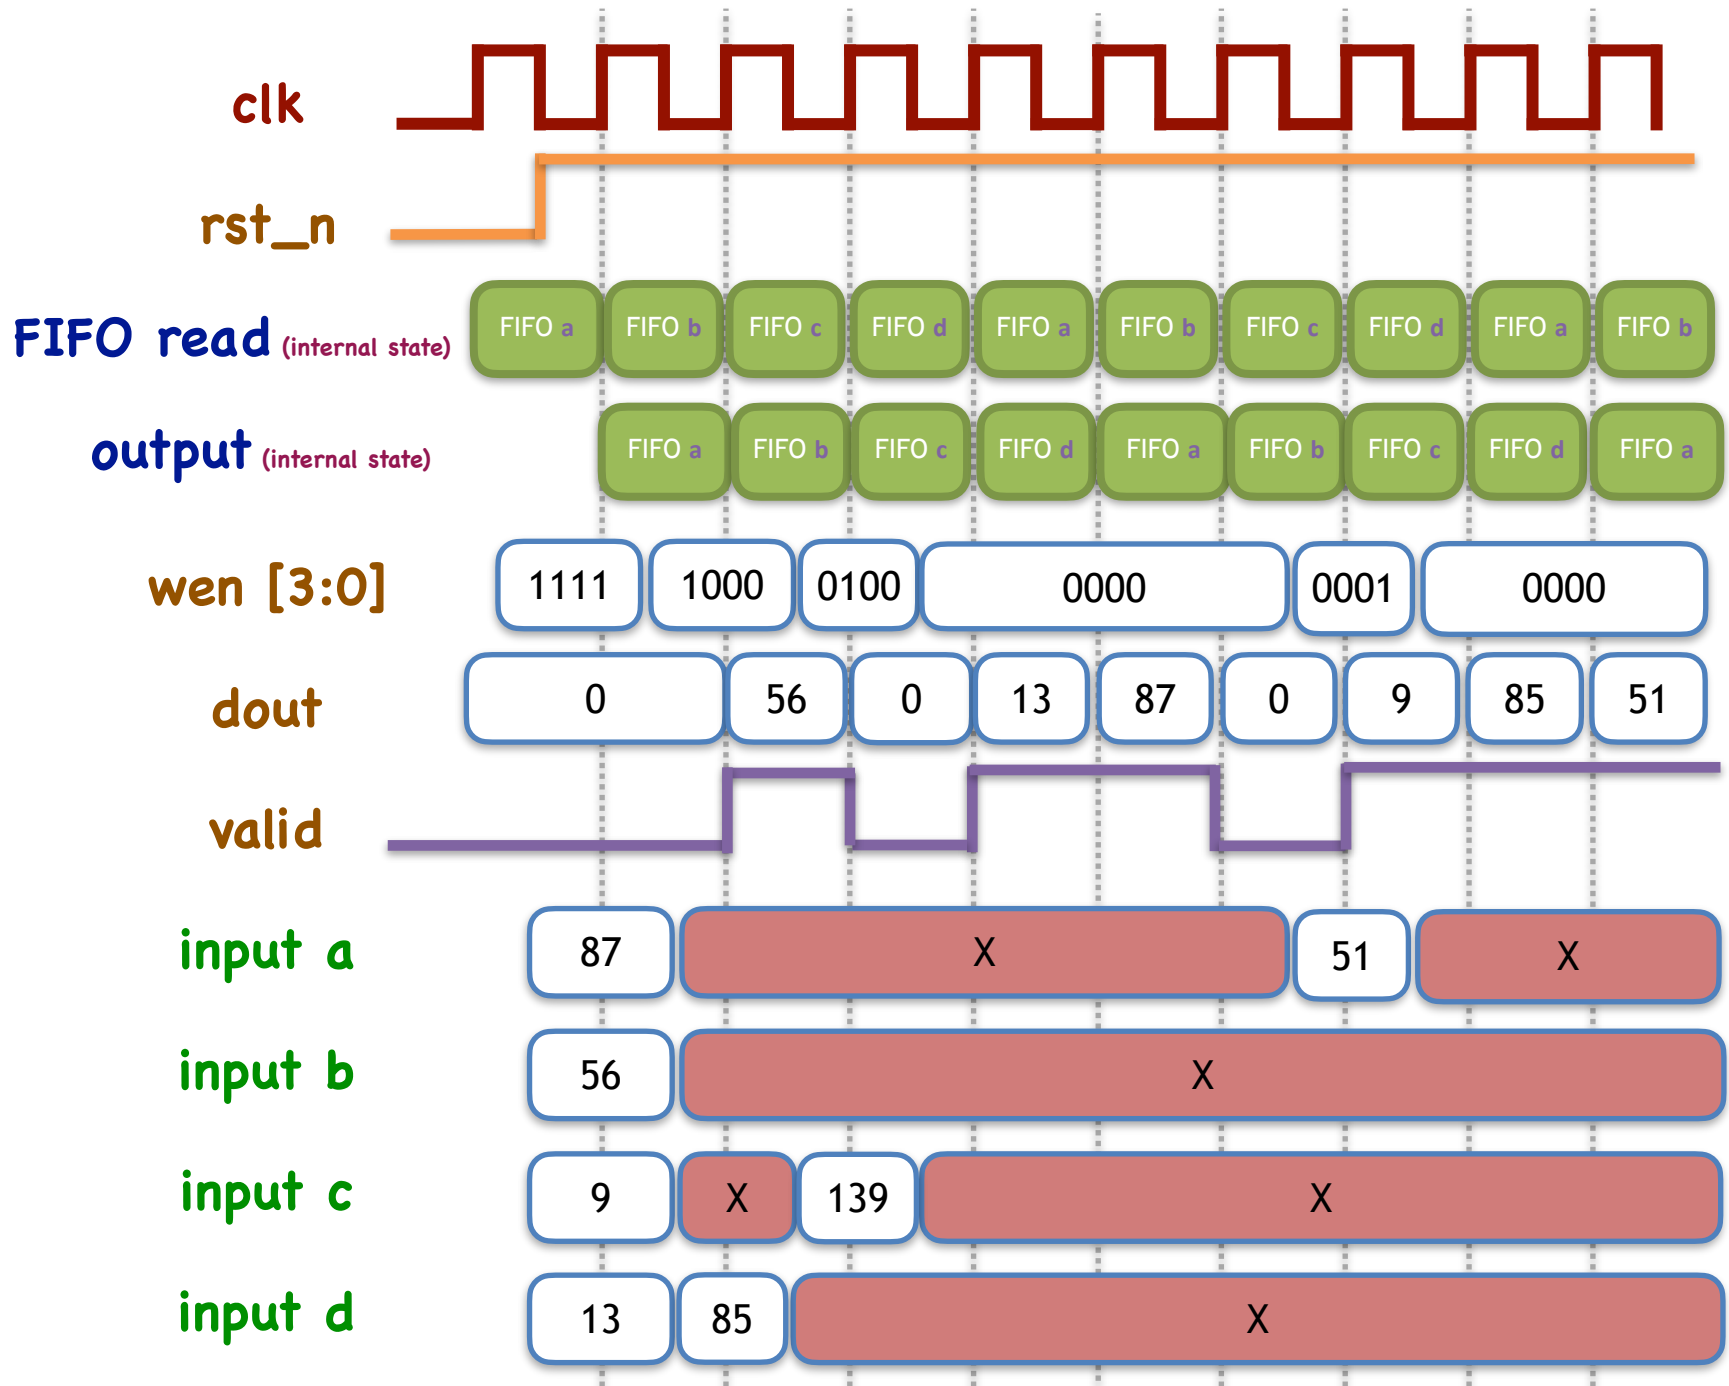 clk
rst_n
FIFO read (internal state) FIFO a FIFO b FIFO c FIFO d FIFO a FIFO b FIFO c FIFO d FIFO a FIFO b
output (internal state) FIFO a FIFO b FIFO c FIFO d FIFO a FIFO b FIFO c FIFO d FIFO a
wen [3:0] 1111 1000 0100 0000 0001 0000
dout 0 56 0 13 87 0 9 85 51
valid
input a 87 X 51 X
input b 56 X
input c 9 X 139 X
input d 13 85 X